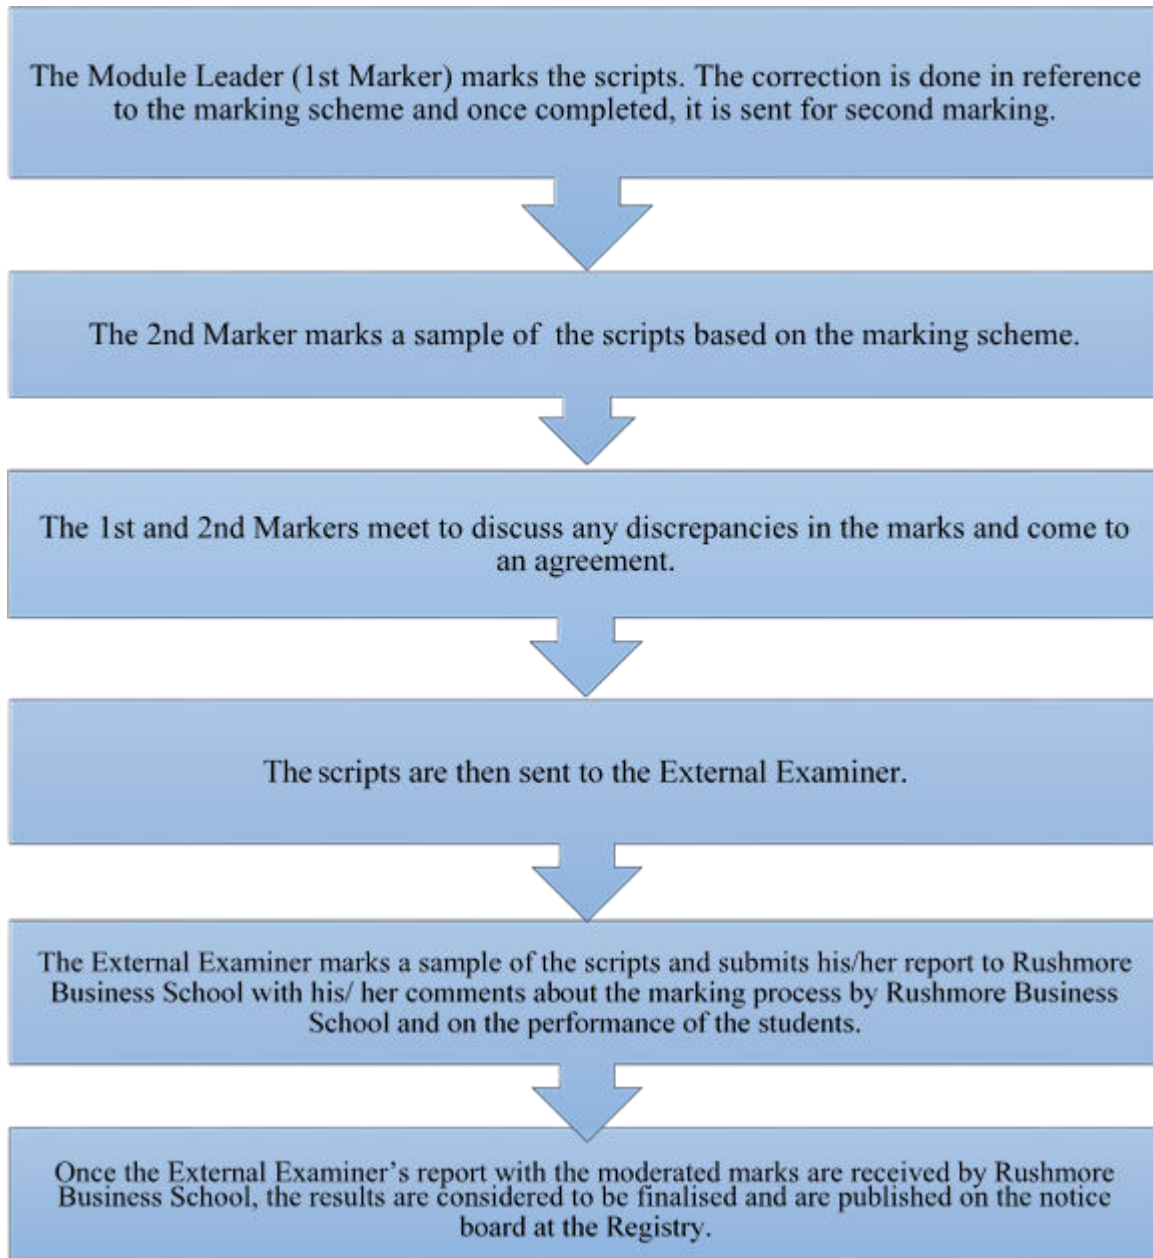 The Module Leader (1st Marker) marks the scripts. The correction is done in reference
to the marking scheme and once completed, it is sent for second marking.
The 2nd Marker marks a sample of the scripts based on the marking scheme.
The 1st and 2nd Markers meet to discuss any discrepancies in the marks and come to
an agreement.
The scripts are then sent to the External Examiner.
The External Examiner marks a sample of the scripts and submits his/her report to Rushmore
Business School with his/ her comments about the marking process by Rushmore Business
School and on the performance of the students.
Once the External Examiner’s report with the moderated marks are received by Rushmore
Business School, the results are considered to be finalised and are published on the notice
board at the Registry.